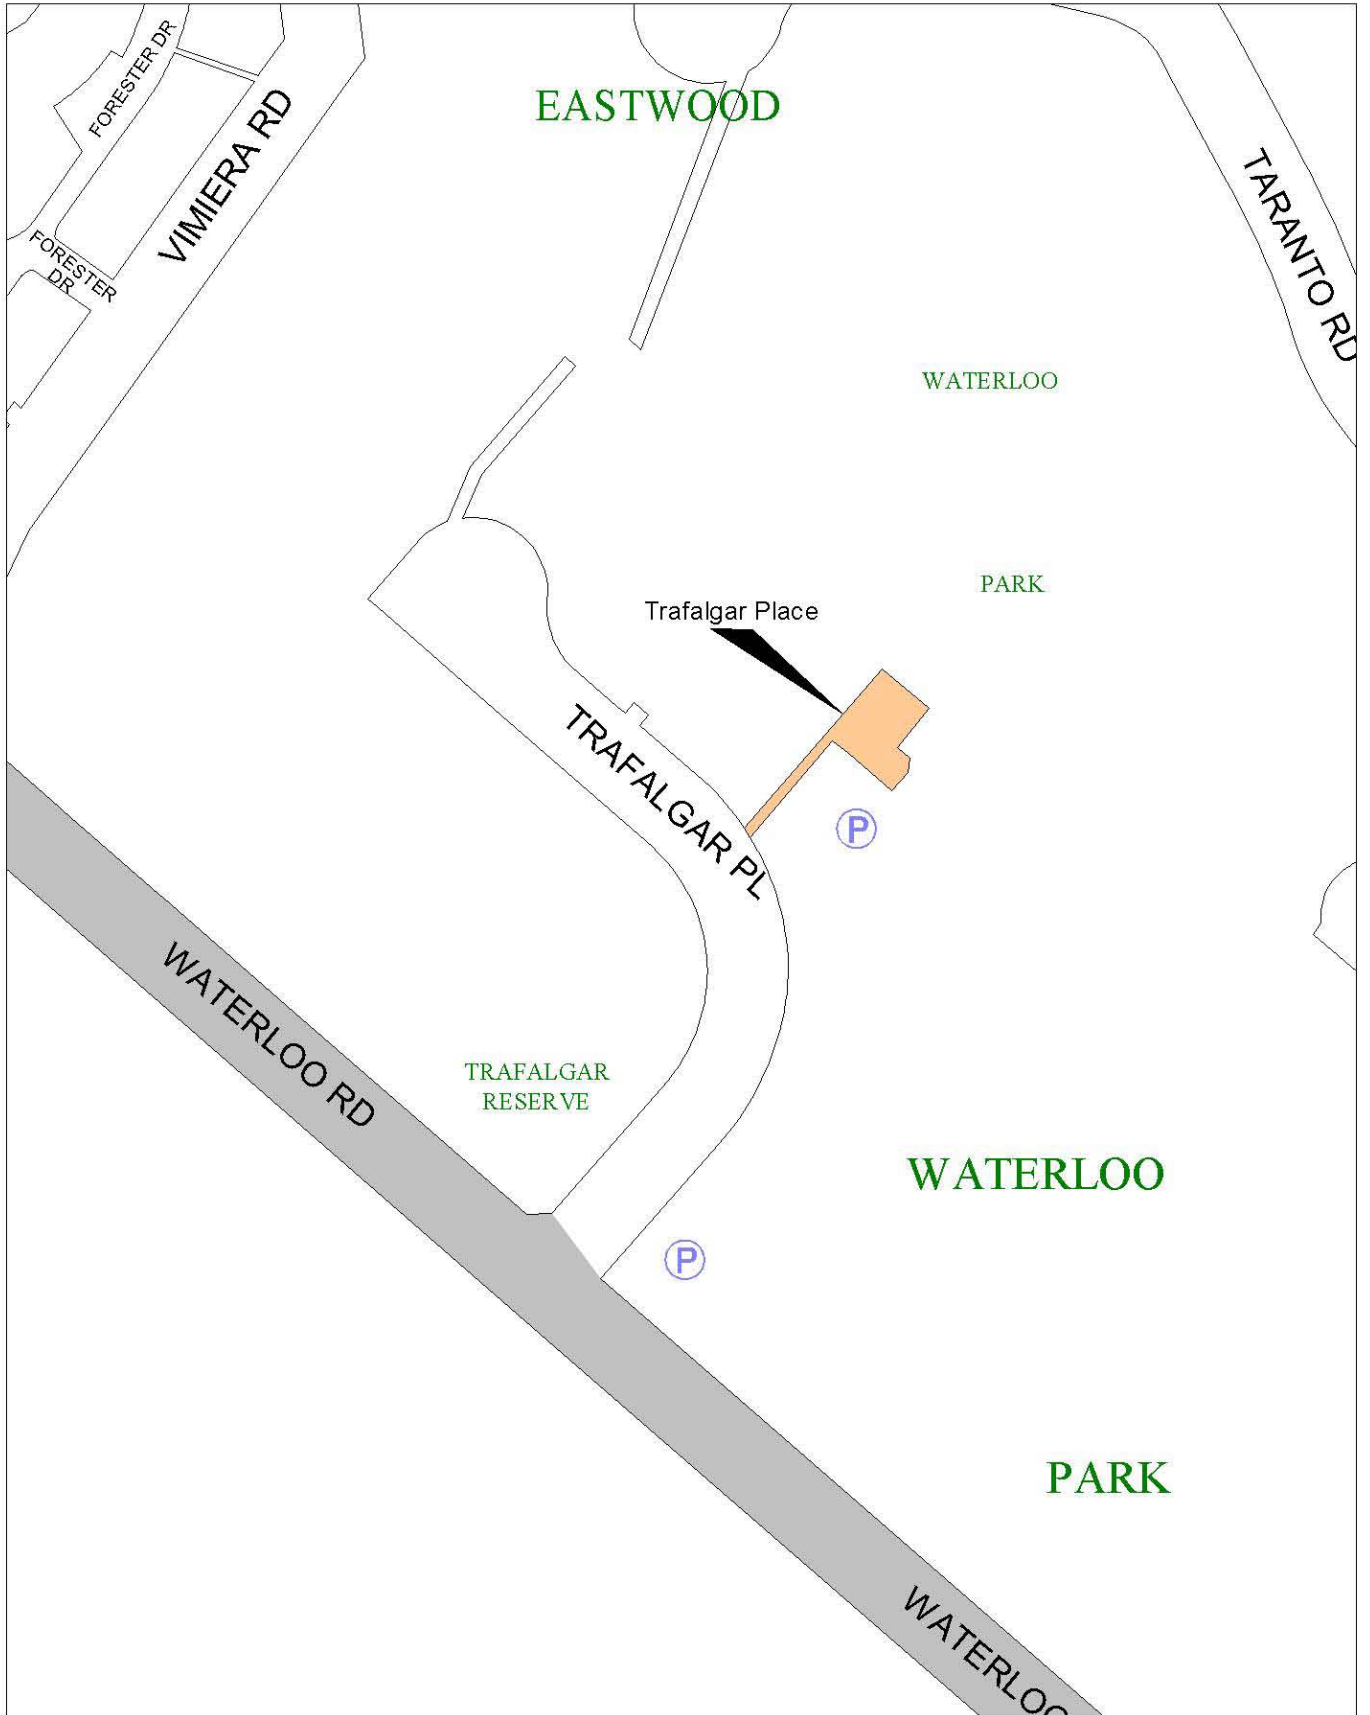 FORESTER DR
EASTWOOD
VIMIERA RD
TARANTO RD
FORESTER
DR
WATERLOO
PARK
Trafalgar Place
TRAFALGAR PL
P
WATERLOO RD
TRAFALGAR
RESERVE
WATERLOO
P
PARK
WATERLOO